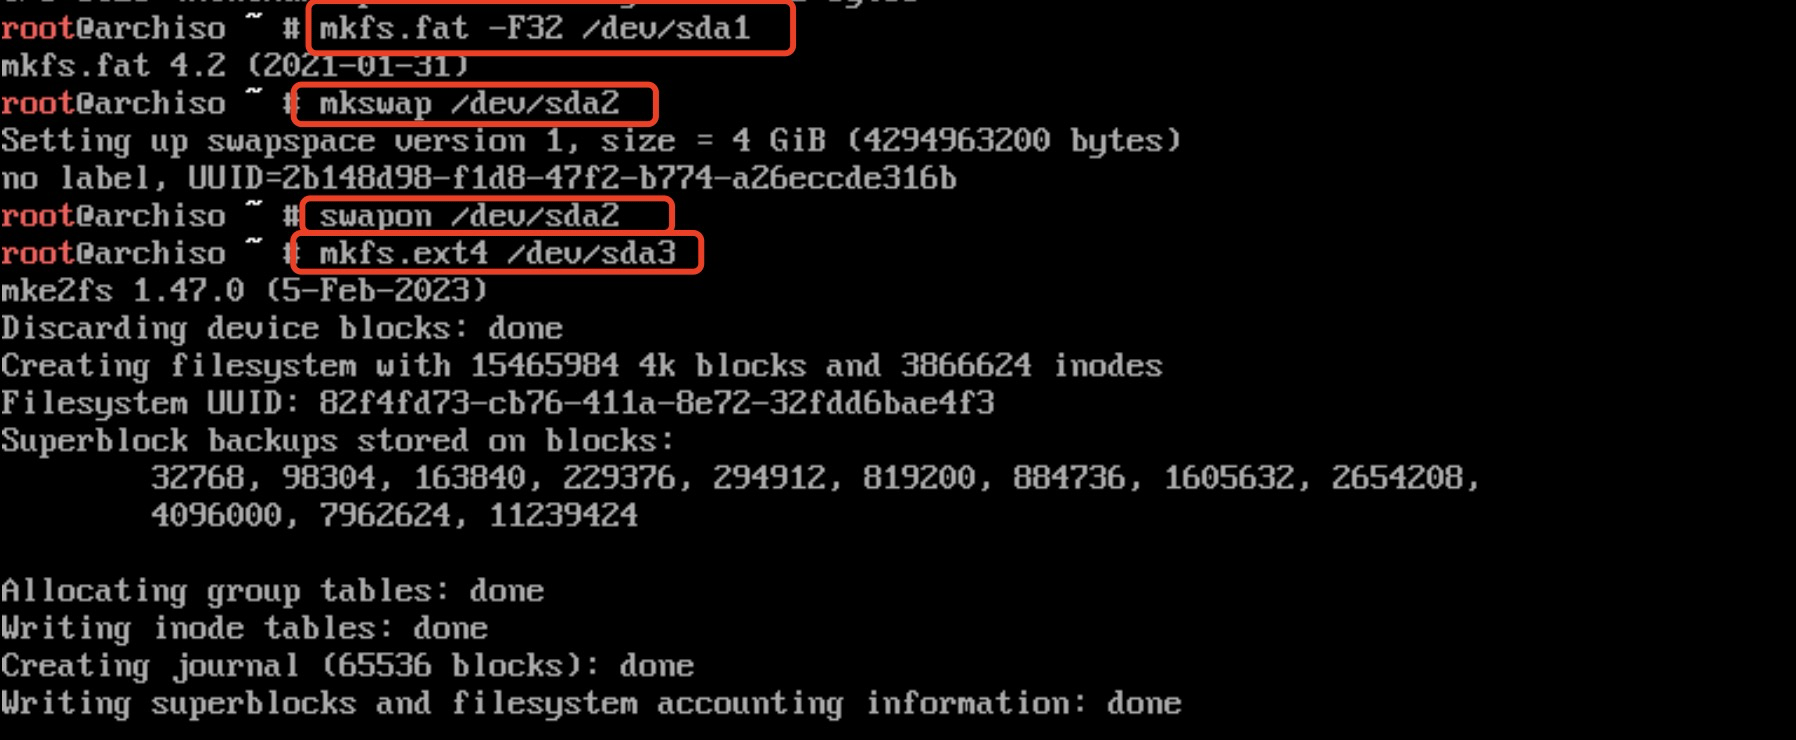 root@archiso ~ # mkfs.fat -F32 /dev/sda1
mkfs.fat 4.2 (2021-01-31)
root@archiso ~ # mkswap /dev/sda2
Setting up swapspace version 1, size = 4 GiB (4294963200 bytes)
no label, UUID=2b148d98-f1d8-47f2-b774-a26eccde316b
root@archiso ~ # swapon /dev/sda2
root@archiso ~ # mkfs.ext4 /dev/sda3
mke2fs 1.47.0 (5-Feb-2023)
Discarding device blocks: done
Creating filesystem with 15465984 4k blocks and 3866624 inodes
Filesystem UUID: 82f4fd73-cb76-411a-8e72-32fdd6bae4f3
Superblock backups stored on blocks:
32768, 98304, 163840, 229376, 294912, 819200, 884736, 1605632, 2654208,
4096000, 7962624, 11239424
Allocating group tables: done
Writing inode tables: done
Creating journal (65536 blocks): done
Writing superblocks and filesystem accounting information: done